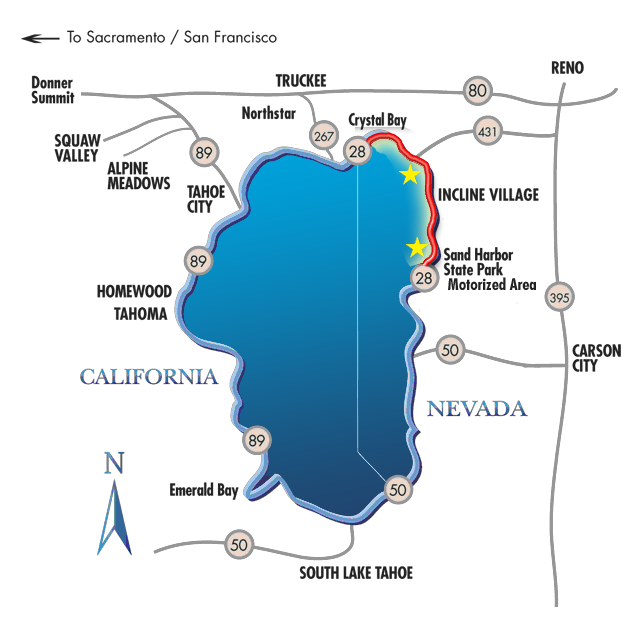 To Sacramento / San Francisco
RENO
Donner
Summit
TRUCKEE
80
Northstar
Crystal Bay
431
267
28
SQUAW
VALLEY
89
ALPINE
MEADOWS
TAHOE
CITY
INCLINE VILLAGE
89
Sand Harbor
State Park
Motorized Area
28
HOMEWOOD
TAHOMA
395
50
CARSON
CITY
CALIFORNIA
NEVADA
89
N
Emerald Bay
50
50
SOUTH LAKE TAHOE